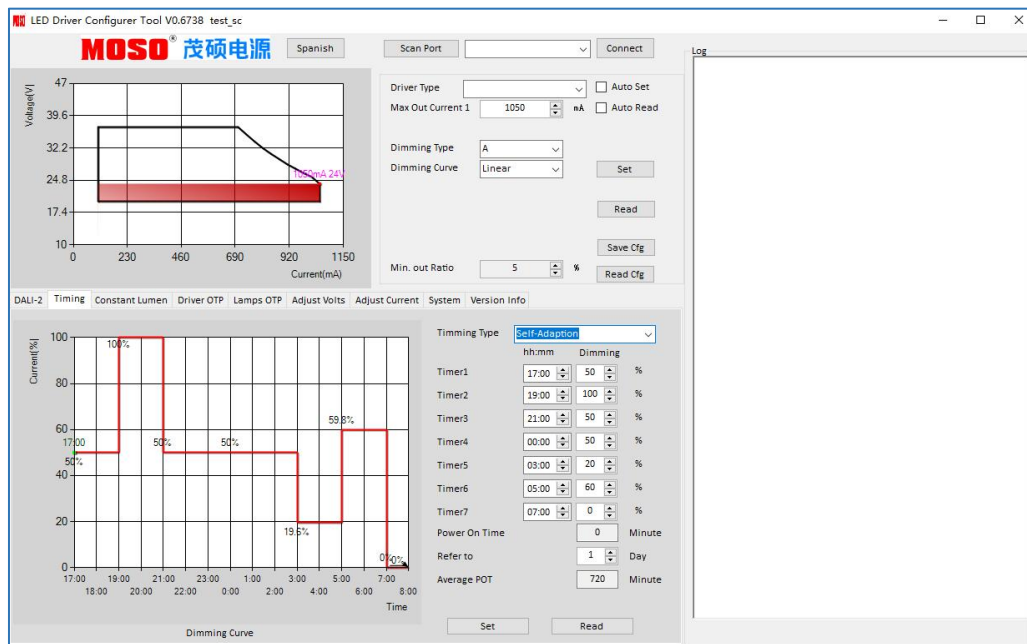 LED Driver Configurer Tool V0.6738 test_sc
MOSO® 茂硕电源
Spanish
Scan Port
Connect
Log
Voltage(V)
47
39.6
32.2
24.8
17.4
10
1050mA 24V
0 230 460 690 920 1150
Current(mA)
Driver Type
Auto Set
Max Out Current 1 1050 mA
Auto Read
Dimming Type A
Dimming Curve Linear
Set
Read
Save Cfg
Min. out Ratio 5 %
Read Cfg
DALI-2 Timing Constant Lumen Driver OTP Lamps OTP Adjust Volts Adjust Current System Version Info
Current[%]
100
80
60
40
20
0
17:00
50%
100%
50%
50%
19.6%
59.8%
0%
0%
17:00 19:00 21:00 23:00 1:00 3:00 5:00 7:00
18:00 20:00 22:00 0:00 2:00 4:00 6:00 8:00
Time
Dimming Curve
Timming Type Self-Adaption
hh:mm Dimming
Timer1 17:00 50 %
Timer2 19:00 100 %
Timer3 21:00 50 %
Timer4 00:00 50 %
Timer5 03:00 20 %
Timer6 05:00 60 %
Timer7 07:00 0 %
Power On Time 0 Minute
Refer to 1 Day
Average POT 720 Minute
Set
Read